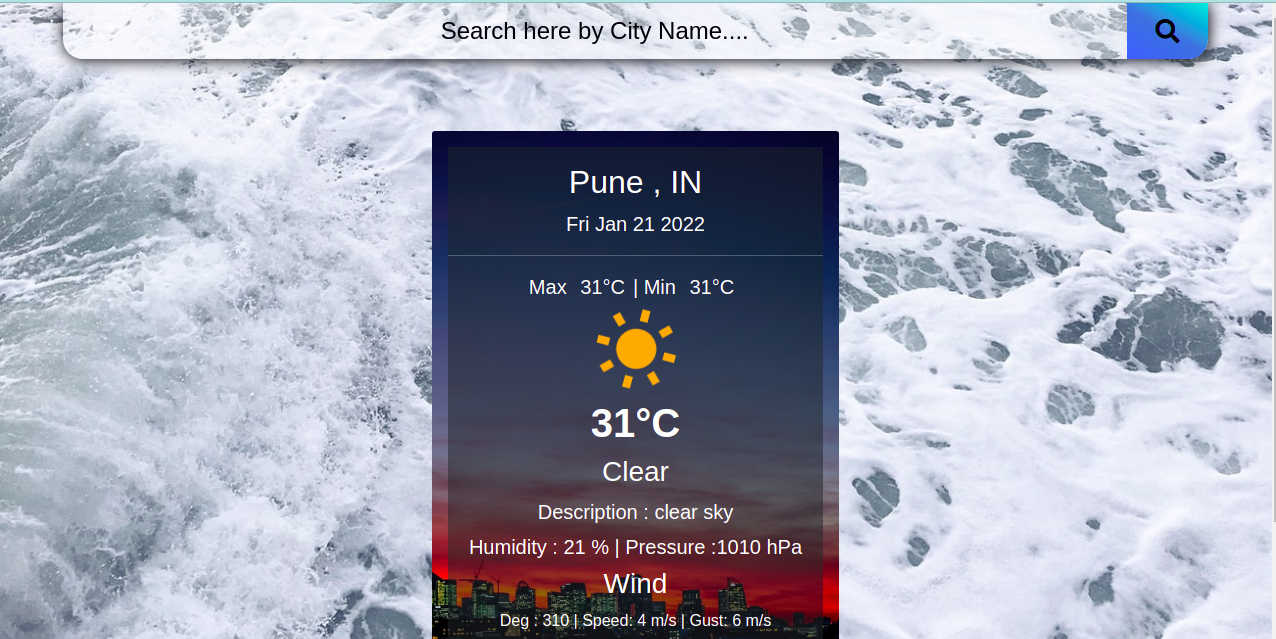 Search here by City Name....
Pune , IN
Fri Jan 21 2022
Max 31°C | Min 31°C
31°C
Clear
Description : clear sky
Humidity : 21 % | Pressure :1010 hPa
Wind
Deg : 310 | Speed: 4 m/s | Gust: 6 m/s